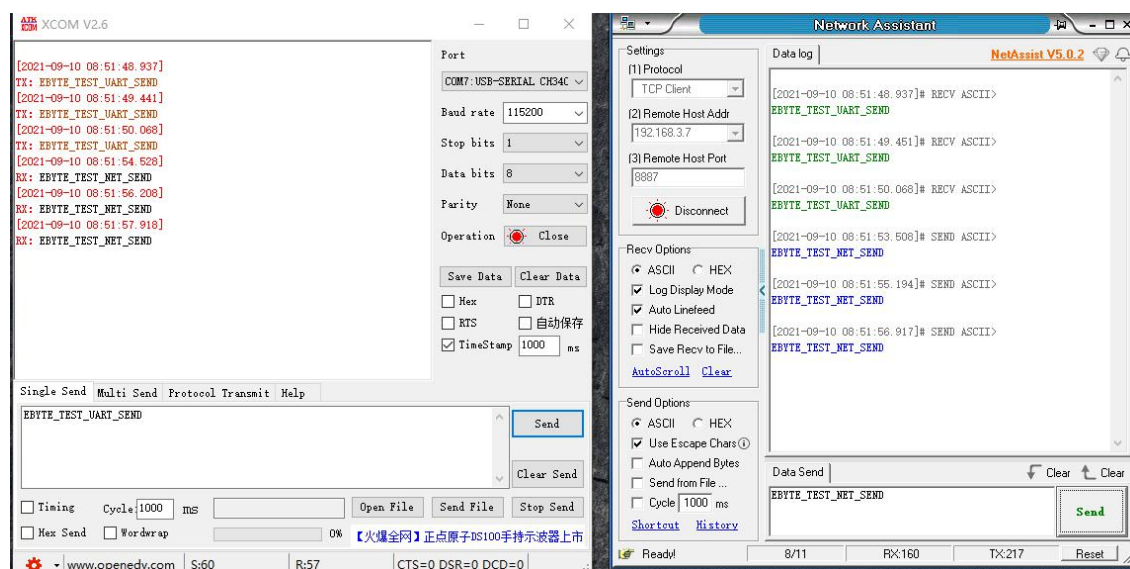 XCOM V2.6
[2021-09-10 08:51:48.937]
TX: EBYTE_TEST_UART_SEND
[2021-09-10 08:51:49.441]
TX: EBYTE_TEST_UART_SEND
[2021-09-10 08:51:50.068]
TX: EBYTE_TEST_UART_SEND
[2021-09-10 08:51:54.528]
RX: EBYTE_TEST_NET_SEND
[2021-09-10 08:51:56.208]
RX: EBYTE_TEST_NET_SEND
[2021-09-10 08:51:57.918]
RX: EBYTE_TEST_NET_SEND
Port
COM7:USB-SERIAL CH34C
Baud rate 115200
Stop bits 1
Data bits 8
Parity None
Operation Close
Save Data Clear Data
Hex DTR
RTS 自动保存
TimeStamp 1000 ms
Single Send Multi Send Protocol Transmit Help
EBYTE_TEST_UART_SEND
Send
Clear Send
Timing Cycle: 1000 ms Open File Send File Stop Send
Hex Send Wordwrap 0% 【火爆全网】正点原子DS100手持示波器上市
www.openedv.com S:60 R:57 CTS=0 DSR=0 DCD=0
Network Assistant
Settings
(1) Protocol
TCP Client
(2) Remote Host Addr
192.168.3.7
(3) Remote Host Port
8887
Disconnect
Recv Options
ASCII HEX
Log Display Mode
Auto Linefeed
Hide Received Data
Save Recv to File...
AutoScroll Clear
Send Options
ASCII HEX
Use Escape Chars
Auto Append Bytes
Send from File ...
Cycle 1000 ms
Shortcut History
Data log NetAssist V5.0.2
[2021-09-10 08:51:48.937]# RECV ASCII>
EBYTE_TEST_UART_SEND
[2021-09-10 08:51:49.451]# RECV ASCII>
EBYTE_TEST_UART_SEND
[2021-09-10 08:51:50.068]# RECV ASCII>
EBYTE_TEST_UART_SEND
[2021-09-10 08:51:53.508]# SEND ASCII>
EBYTE_TEST_NET_SEND
[2021-09-10 08:51:55.194]# SEND ASCII>
EBYTE_TEST_NET_SEND
[2021-09-10 08:51:56.917]# SEND ASCII>
EBYTE_TEST_NET_SEND
Data Send Clear Clear
EBYTE_TEST_NET_SEND
Send
Ready! 8/11 RX:160 TX:217 Reset